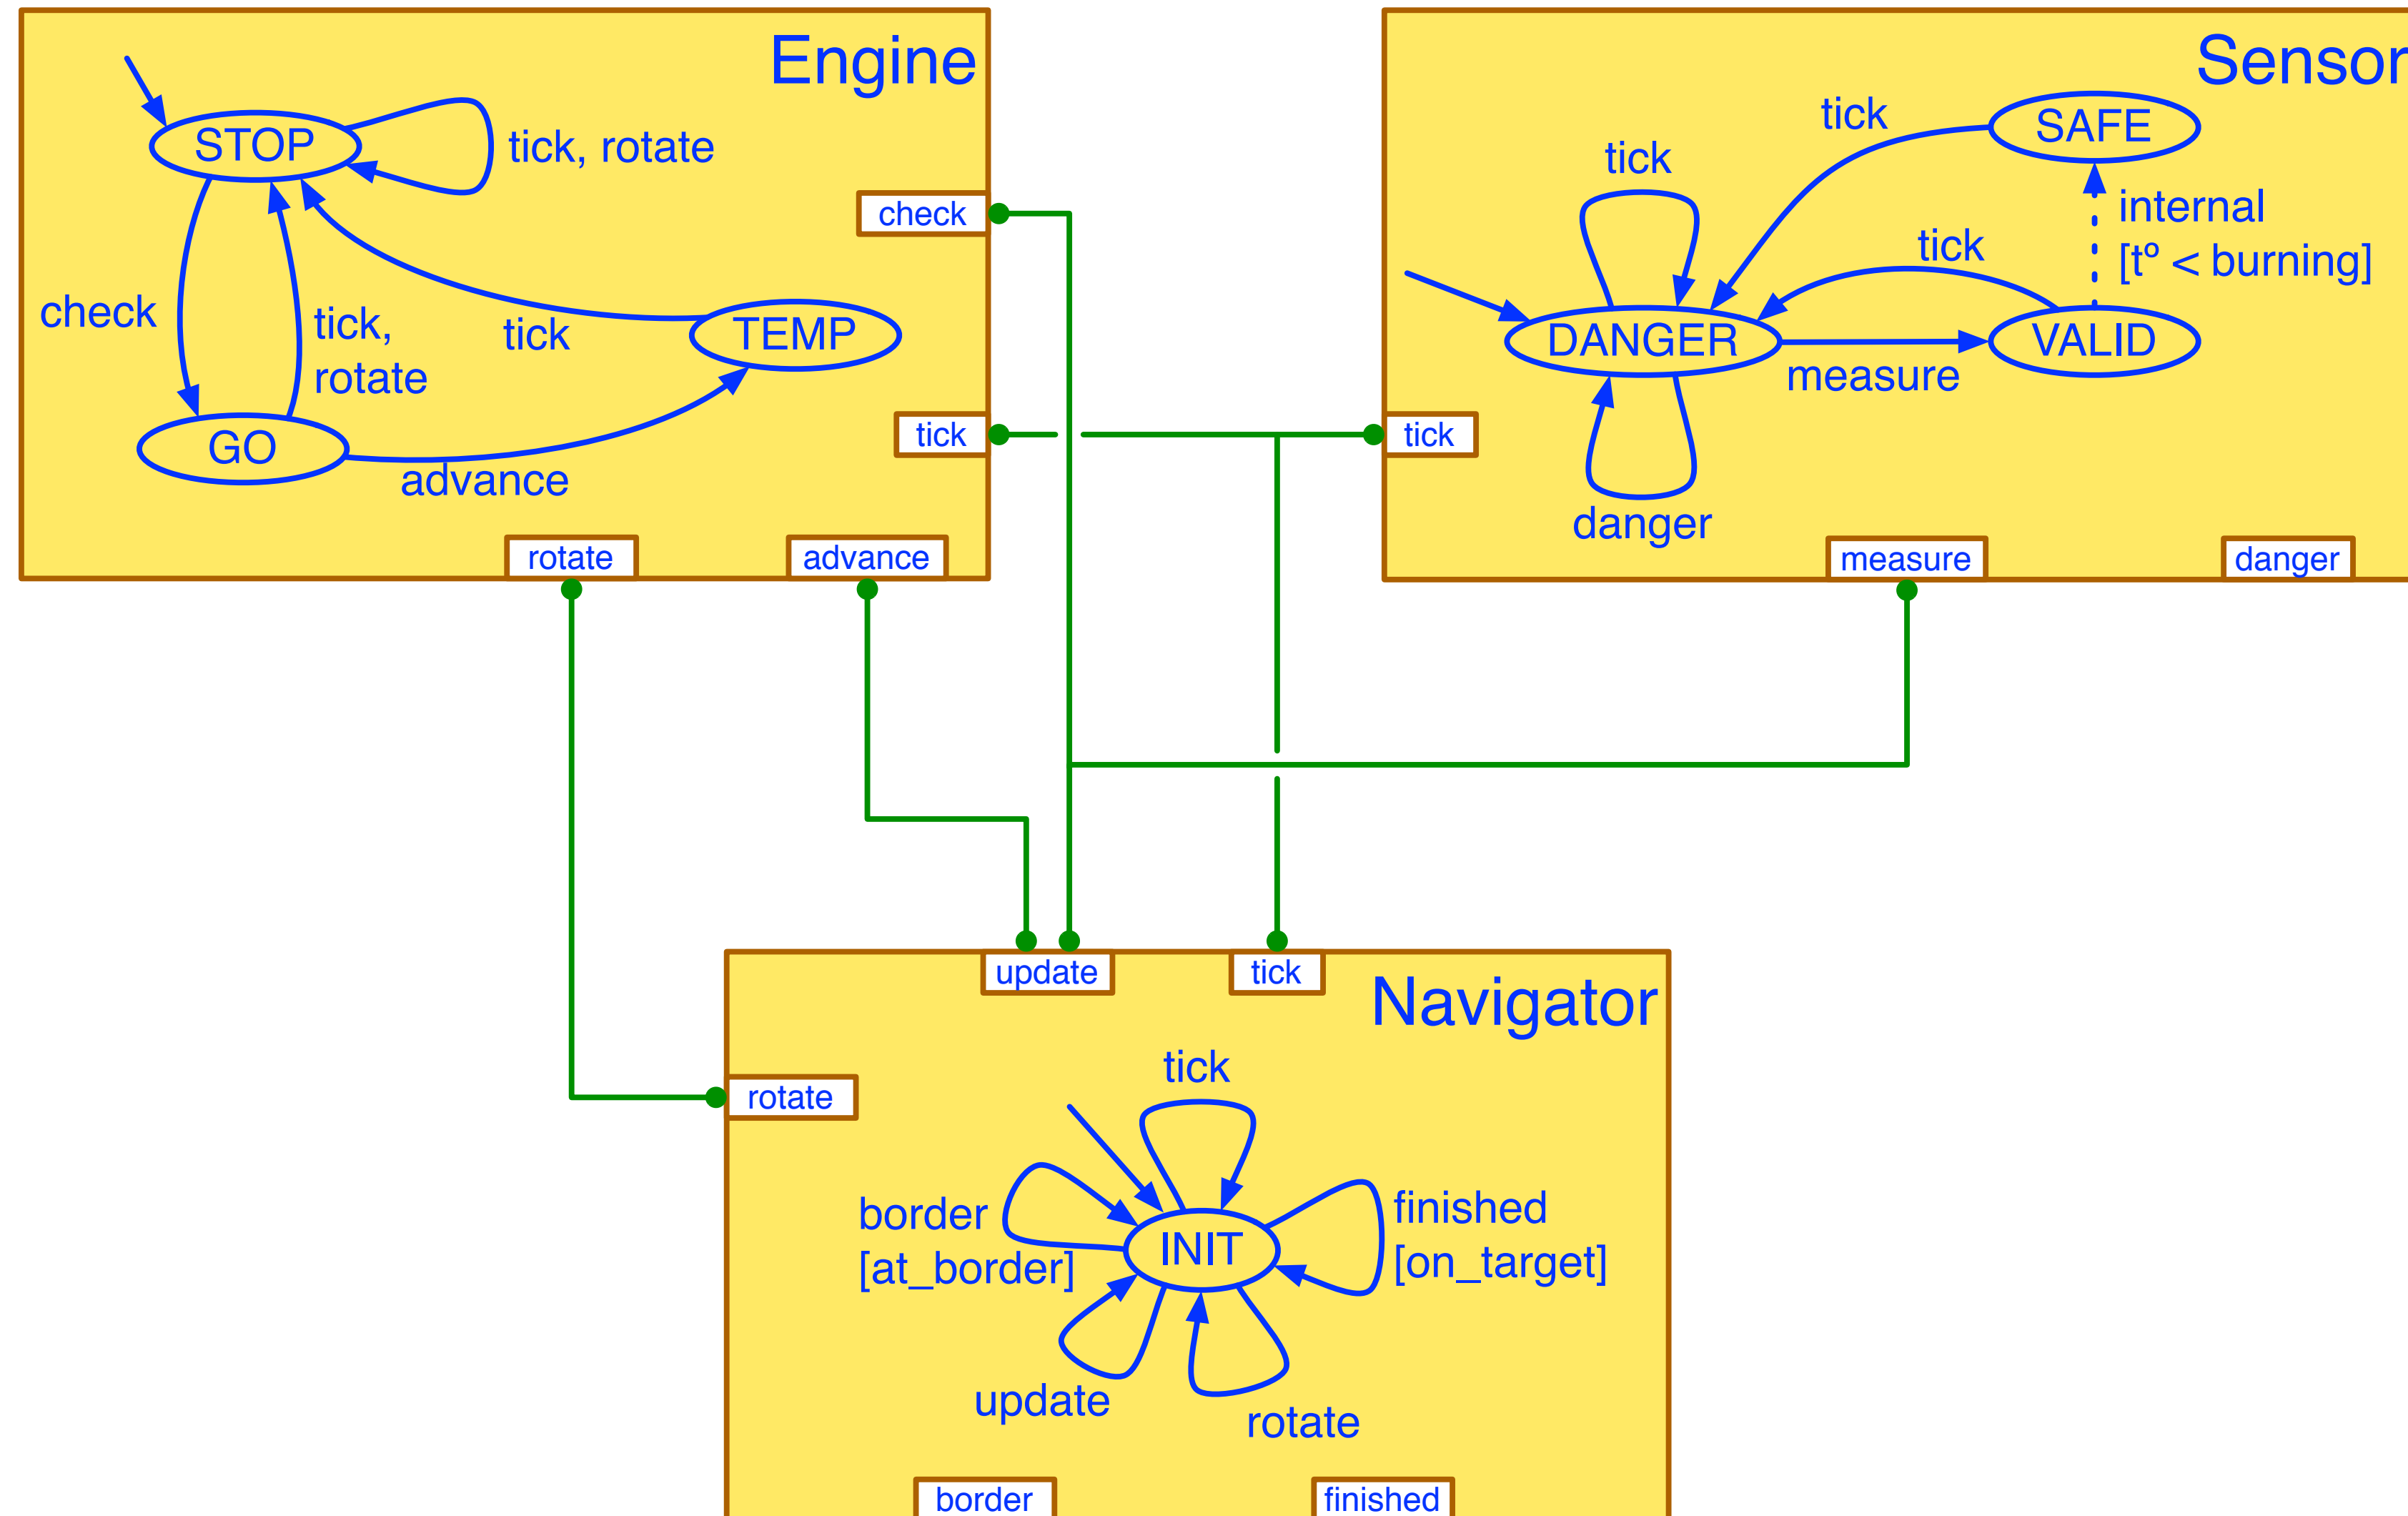 Engine
STOP
tick, rotate
check
check
tick,
rotate
tick
TEMP
GO
advance
tick
rotate
advance
Sensor
SAFE
tick
tick
internal
[tº < burning]
tick
DANGER
VALID
measure
tick
danger
measure
danger
update
tick
Navigator
rotate
tick
border
[at_border]
INIT
finished
[on_target]
update
rotate
border
finished